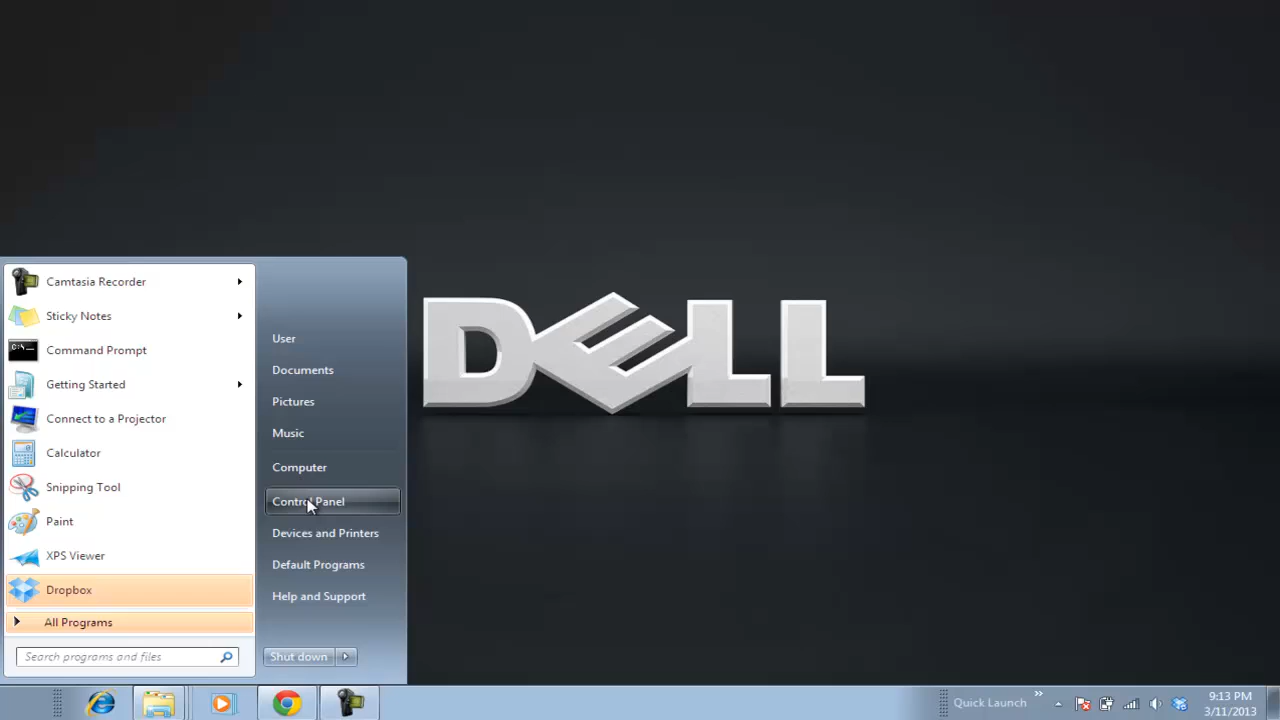 DELL
Camtasia Recorder
Sticky Notes
Command Prompt
Getting Started
Connect to a Projector
Calculator
Snipping Tool
Paint
XPS Viewer
Dropbox
All Programs
Search programs and files
User
Documents
Pictures
Music
Computer
Control Panel
Devices and Printers
Default Programs
Help and Support
Shut down
Quick Launch
9:13 PM
3/11/2013